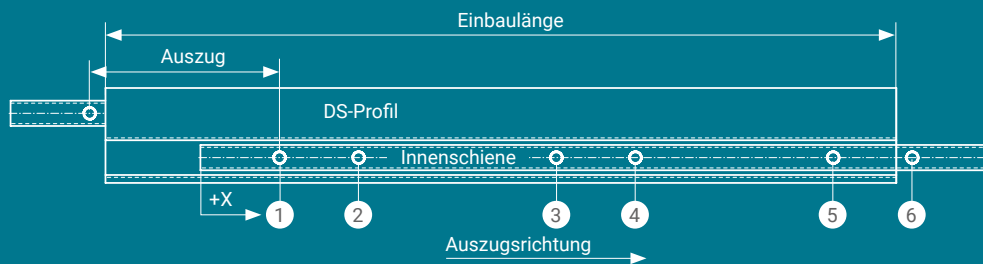 Einbaulänge
Auszug
DS-Profil
Innenschiene
+X
1 2 3 4 5 6
Auszugsrichtung